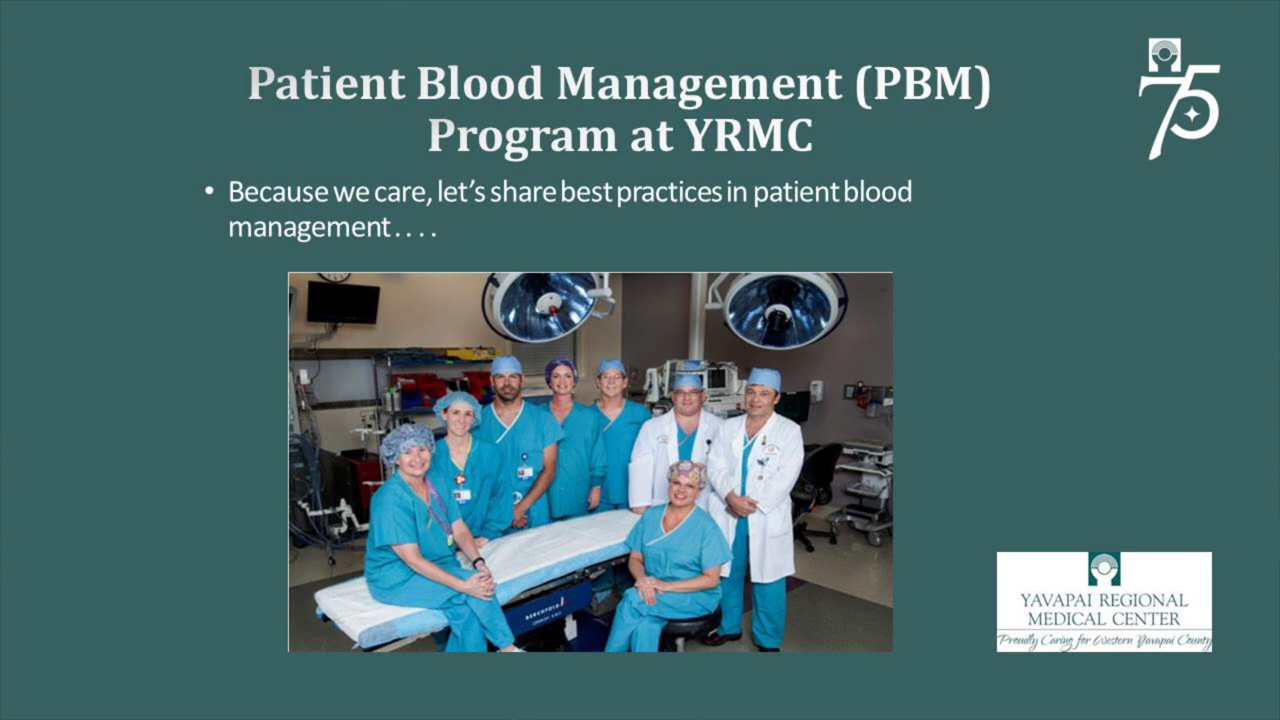 Patient Blood Management (PBM)
Program at YRMC
75
• Because we care, let’s share best practices in patient blood
management . . . .
BERCHTOLD
YAVAPAI REGIONAL
MEDICAL CENTER
Proudly Caring for Western Yavapai County